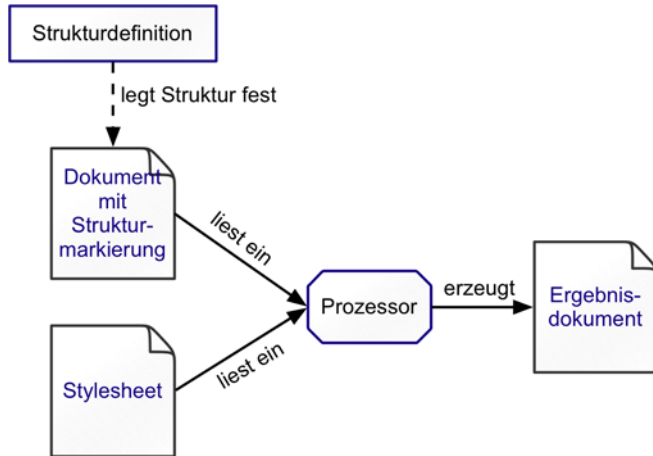 Strukturdefinition
legt Struktur fest
Dokument
mit
Struktur-
markierung
liest ein
Prozessor
erzeugt
Ergebnis-
dokument
liest ein
Stylesheet